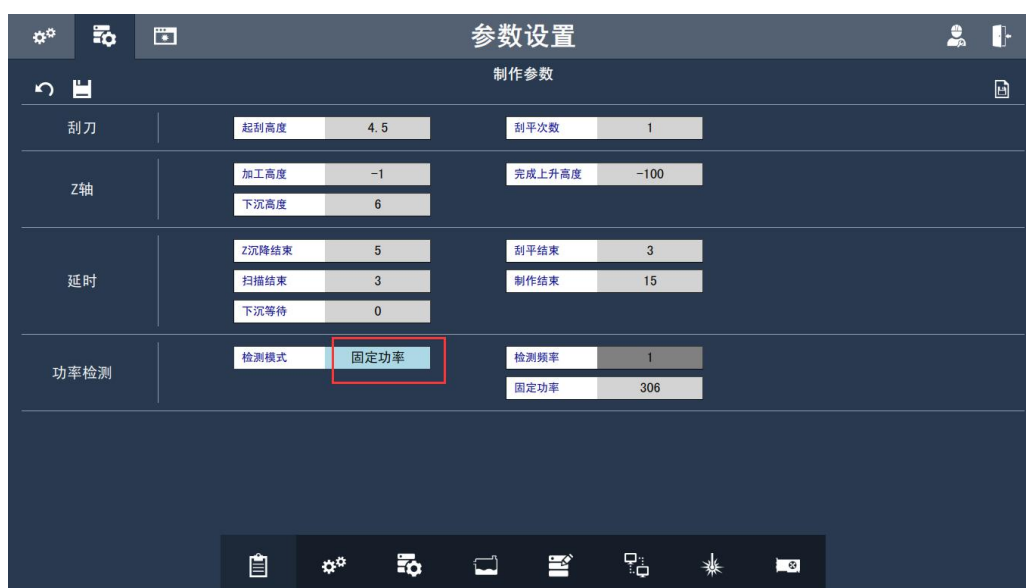 参数设置
制作参数
刮刀
起刮高度 4.5 刮平次数 1
Z轴
加工高度 -1 完成上升高度 -100
下沉高度 6
延时
Z沉降结束 5 刮平结束 3
扫描结束 3 制作结束 15
下沉等待 0
功率检测
检测模式 固定功率 检测频率 1
固定功率 306